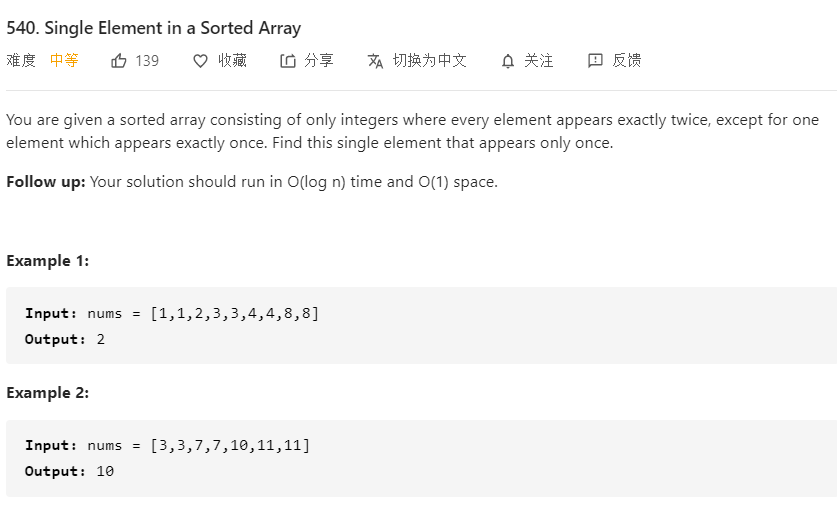 540. Single Element in a Sorted Array
难度 中等 139 收藏 分享 切换为中文 关注 反馈
You are given a sorted array consisting of only integers where every element appears exactly twice, except for one
element which appears exactly once. Find this single element that appears only once.
Follow up: Your solution should run in O(log n) time and O(1) space.
Example 1:
Input: nums = [1,1,2,3,3,4,4,8,8]
Output: 2
Example 2:
Input: nums = [3,3,7,7,10,11,11]
Output: 10